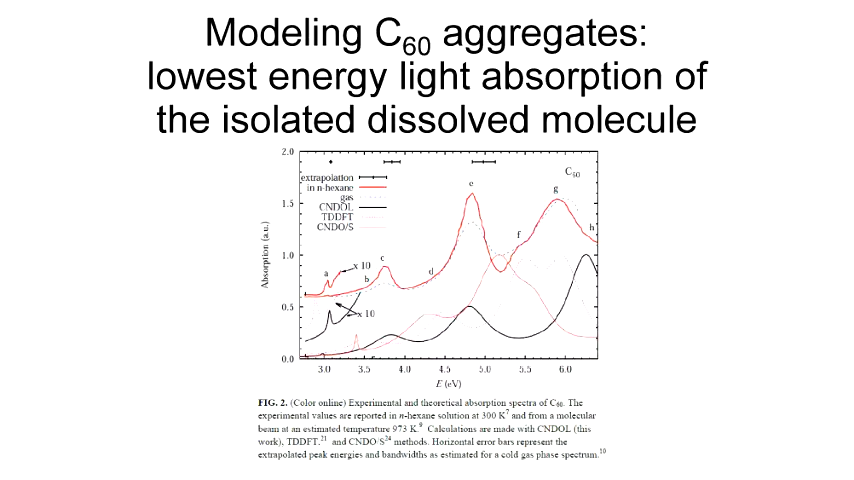 Modeling C60 aggregates:
lowest energy light absorption of
the isolated dissolved molecule
2.0
extrapolation
in n-hexane
gas
CNDOL
TDDFT
CNDO/S
C60
e
g
1.5
f
h
Absorption (a.u.)
1.0
a
x 10
b
c
d
0.5
x 10
0.0
3.0 3.5 4.0 4.5 5.0 5.5 6.0
E (eV)
FIG. 2. (Color online) Experimental and theoretical absorption spectra of C60. The
experimental values are reported in n-hexane solution at 300 K7 and from a molecular
beam at an estimated temperature 973 K.9 Calculations are made with CNDOL (this
work), TDDFT,21 and CNDO/S24 methods. Horizontal error bars represent the
extrapolated peak energies and bandwidths as estimated for a cold gas phase spectrum.10